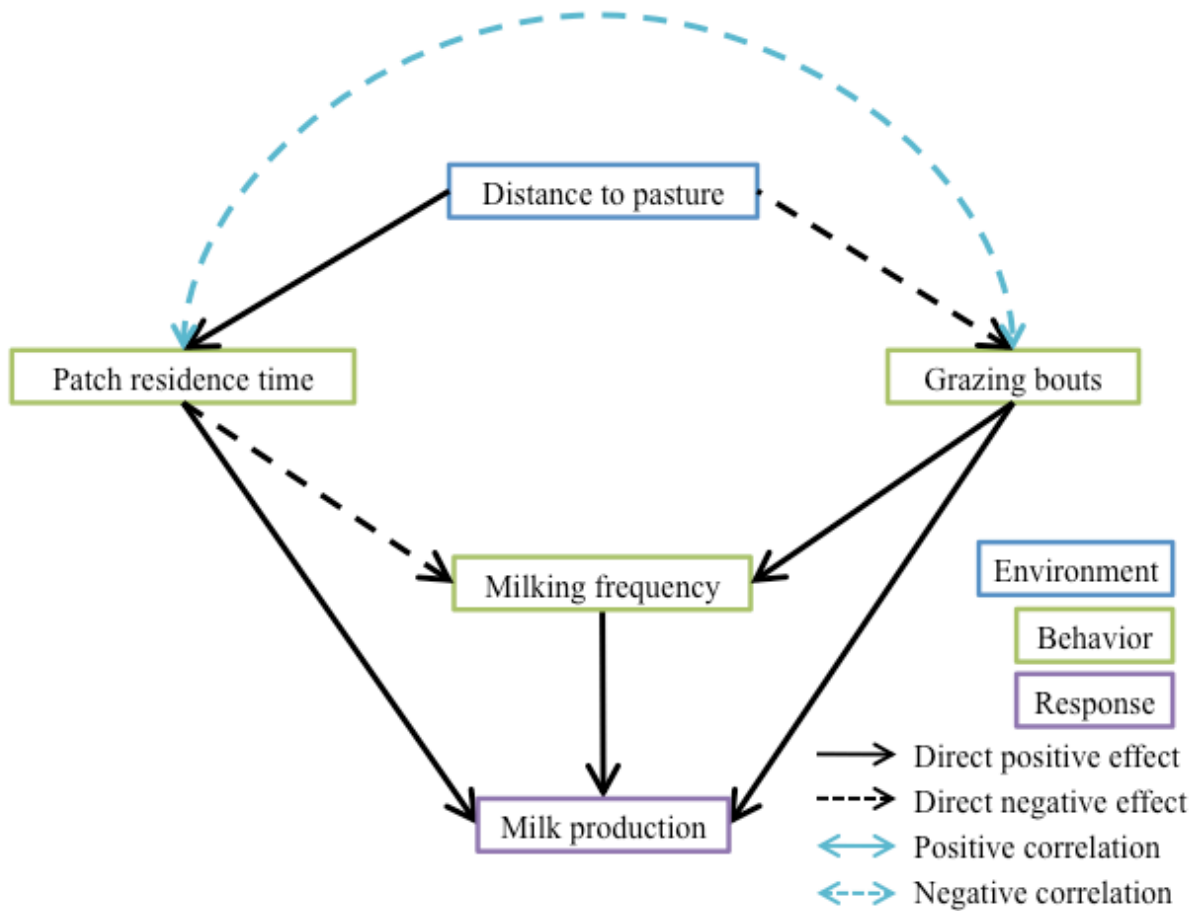 Distance to pasture
Patch residence time
Grazing bouts
Milking frequency
Milk production
Environment
Behavior
Response
Direct positive effect
Direct negative effect
Positive correlation
Negative correlation